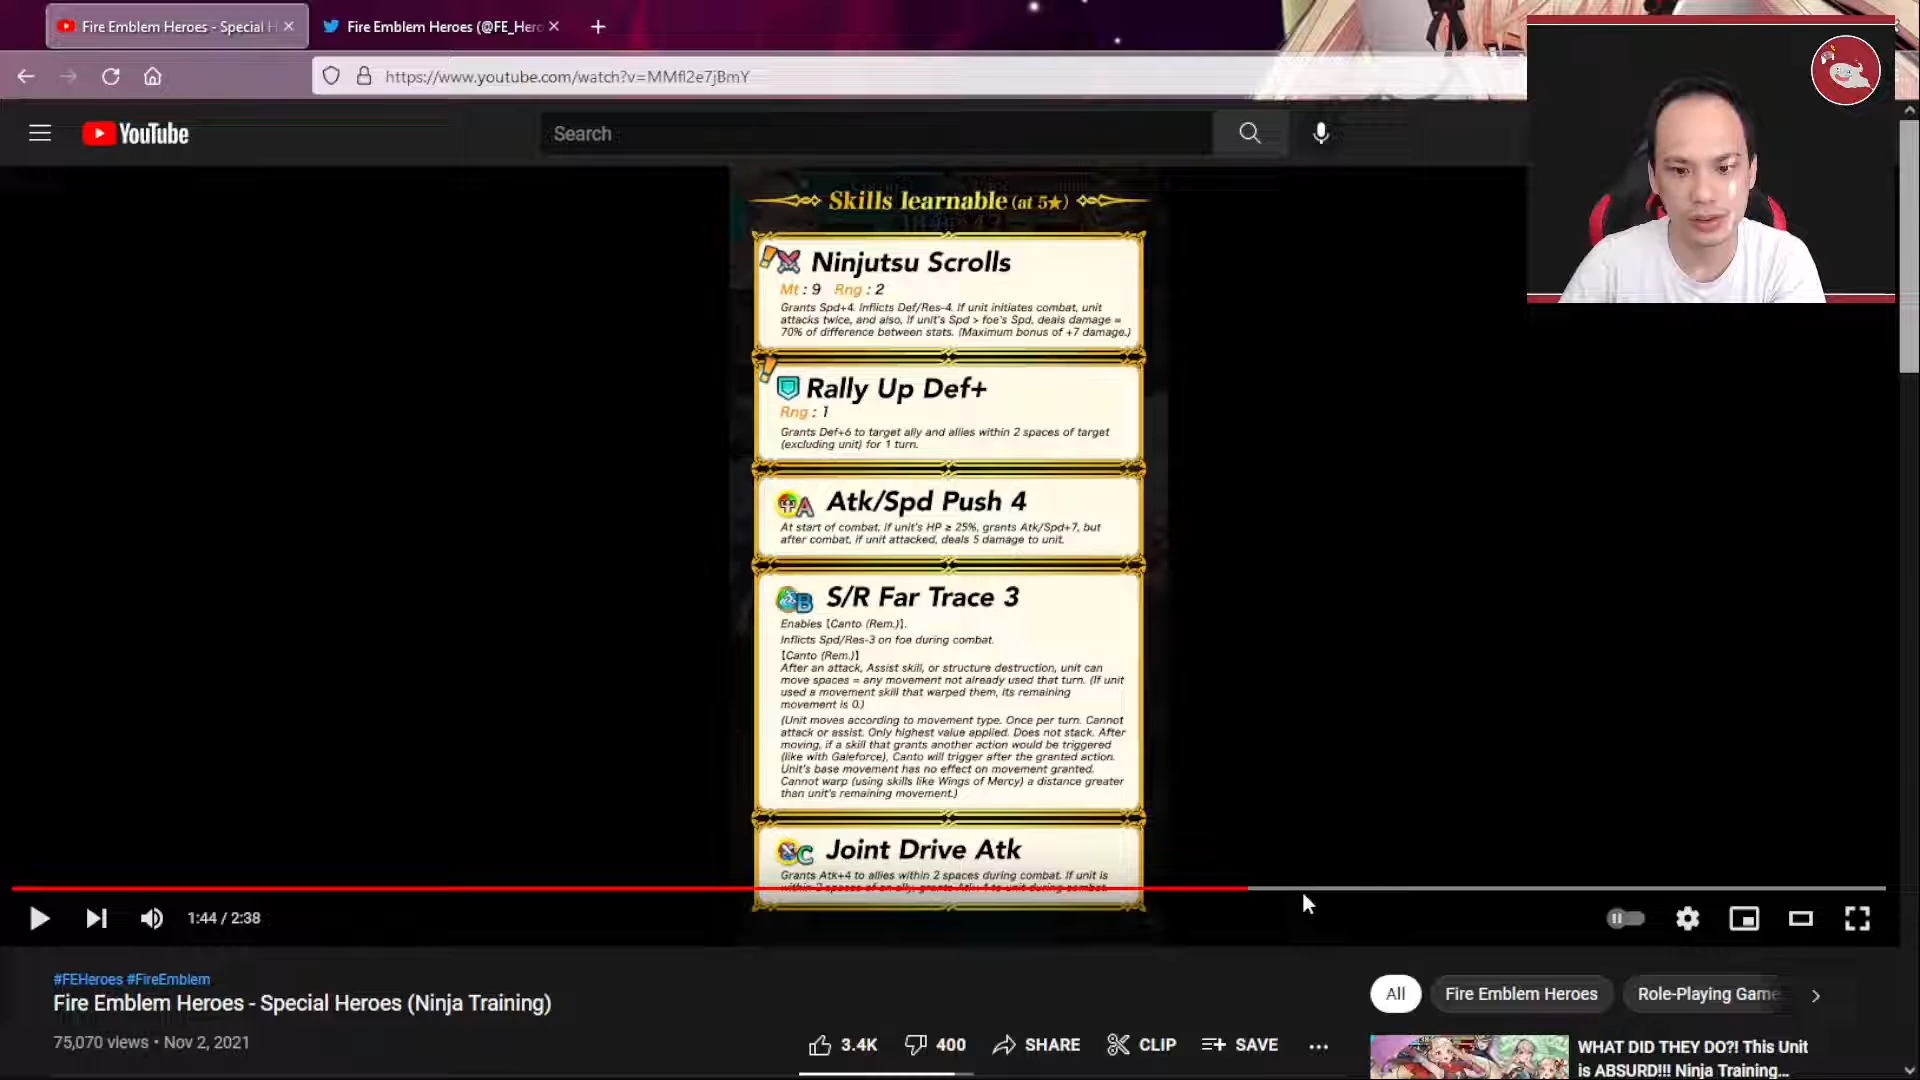 Fire Emblem Heroes - Special H
Fire Emblem Heroes (@FE_Hero
https://www.youtube.com/watch?v=MMfl2e7jBmY
YouTube
Search
Skills learnable (at 5★)
Ninjutsu Scrolls
Mt : 9 Rng : 2
Grants Spd+4. Inflicts Def/Res-4. If unit initiates combat, unit
attacks twice, and also, if unit's Spd > foe's Spd, deals damage =
70% of difference between stats. (Maximum bonus of +7 damage.)
Rally Up Def+
Rng : 1
Grants Def+6 to target ally and allies within 2 spaces of target
(excluding unit) for 1 turn.
A Atk/Spd Push 4
At start of combat, if unit's HP ≥ 25%, grants Atk/Spd+7, but
after combat, if unit attacked, deals 5 damage to unit.
B S/R Far Trace 3
Enables【Canto (Rem.)】.
Inflicts Spd/Res-3 on foe during combat.
【Canto (Rem.)】
After an attack, Assist skill, or structure destruction, unit can
move spaces = any movement not already used that turn. (If unit
used a movement skill that warped them, its remaining
movement is 0.)
(Unit moves according to movement type. Once per turn. Cannot
attack or assist. Only highest value applied. Does not stack. After
moving, if a skill that grants another action would be triggered
(like with Galeforce), Canto will trigger after the granted action.
Unit's base movement has no effect on movement granted.
Cannot warp (using skills like Wings of Mercy) a distance greater
than unit's remaining movement.)
C Joint Drive Atk
Grants Atk+4 to allies within 2 spaces during combat. If unit is
within 2 spaces of an ally, grants Atk+4 to unit during combat.
1:44 / 2:38
#FEHeroes #FireEmblem
Fire Emblem Heroes - Special Heroes (Ninja Training)
75,070 views • Nov 2, 2021
3.4K 400 SHARE CLIP SAVE
All Fire Emblem Heroes Role-Playing Game
WHAT DID THEY DO?! This Unit
is ABSURD!!! Ninja Training...